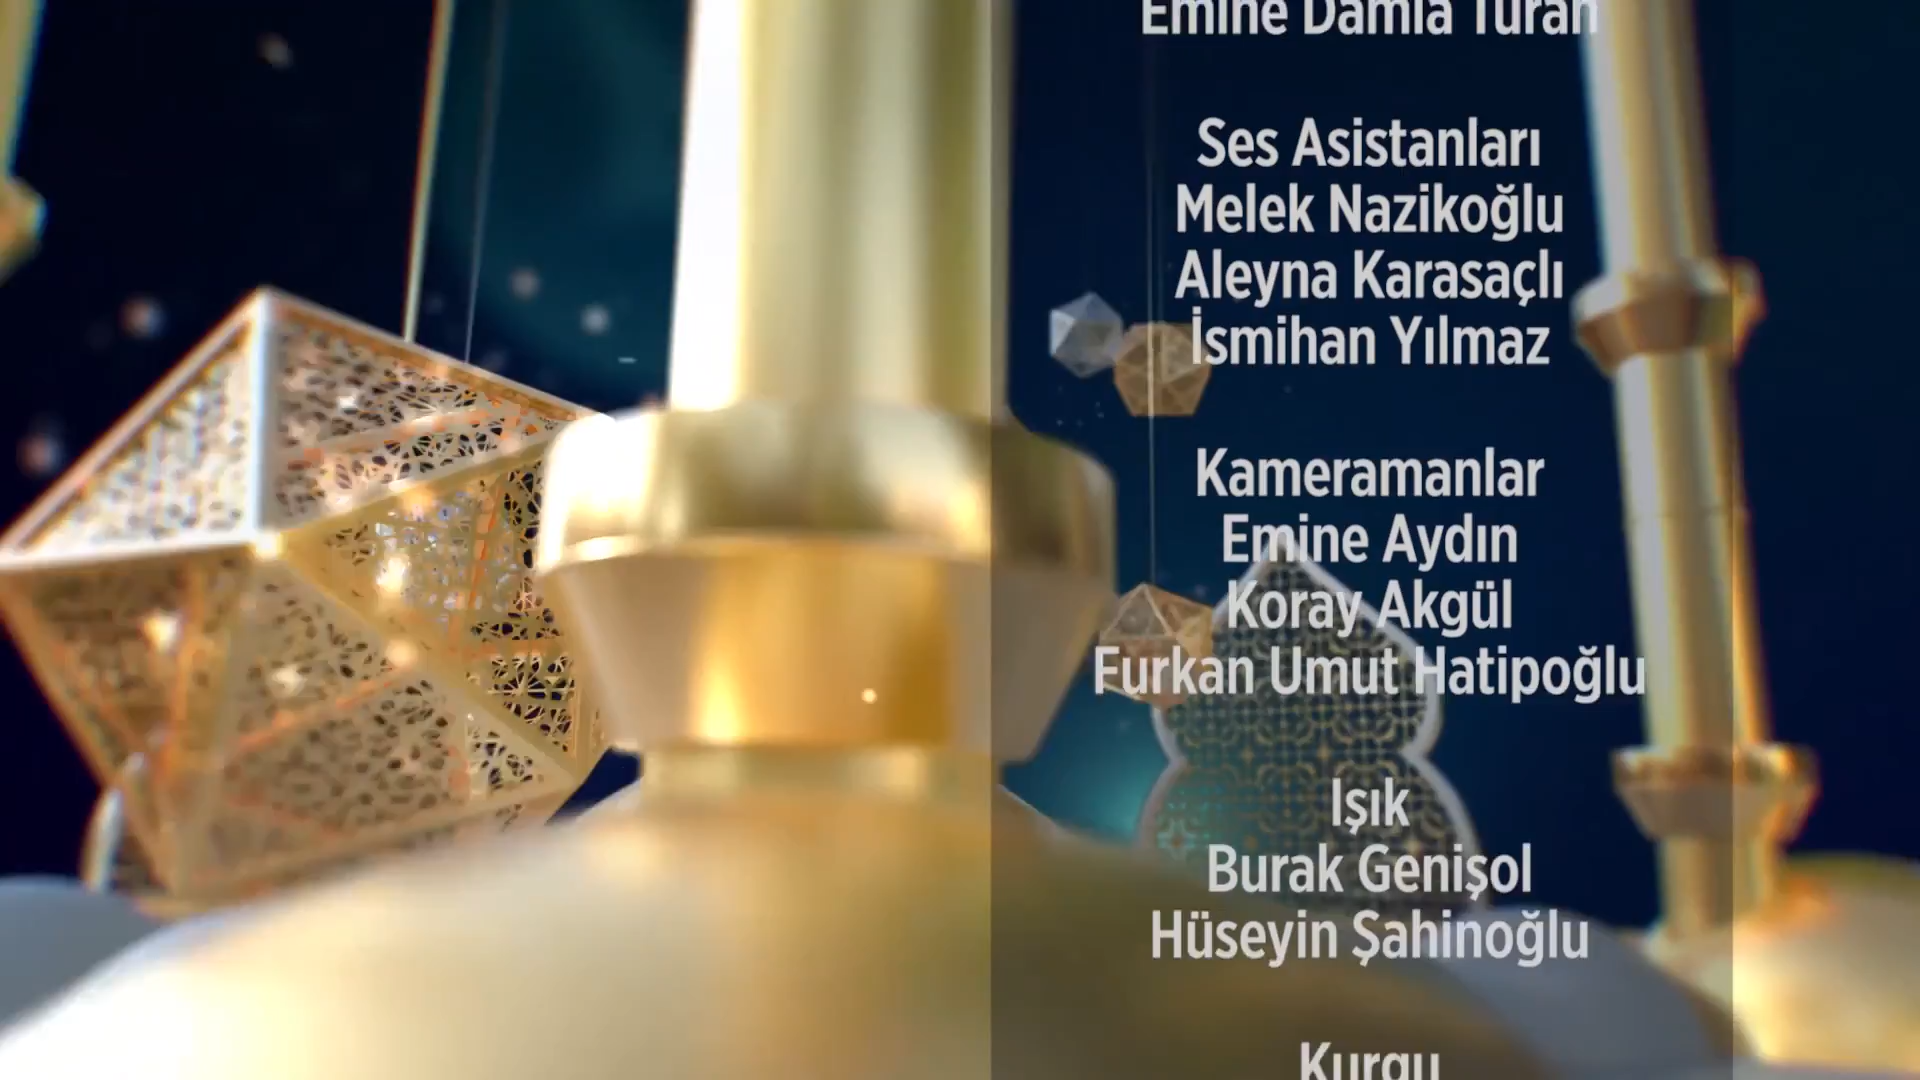 Emine Damla Turan
Ses Asistanları
Melek Nazikoğlu
Aleyna Karasaçlı
İsmihan Yılmaz
Kameramanlar
Emine Aydın
Koray Akgül
Furkan Umut Hatipoğlu
Işık
Burak Genişol
Hüseyin Şahinoğlu
Kurgu